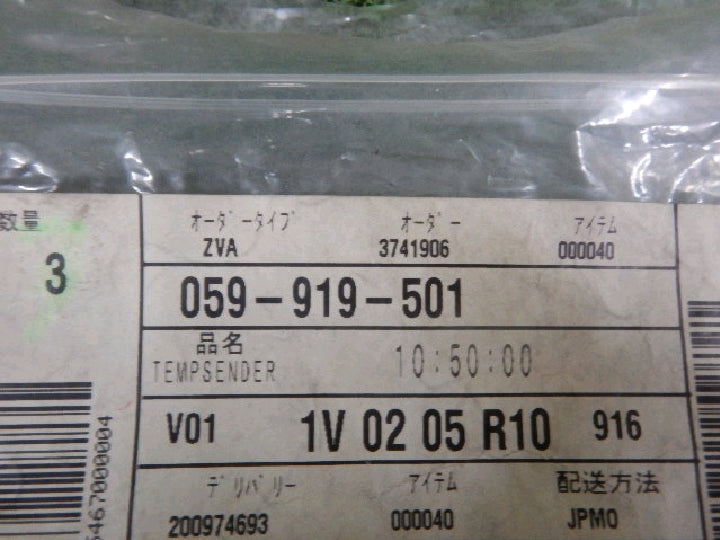 数量
3
オーダータイプ オーダー アイテム
ZVA 3741906 000040
059-919-501
品名
TEMPSENDER 10:50:00
V01 1V 02 05 R10 916
デリバリー アイテム 配送方法
200974693 000040 JPMO
5467000004